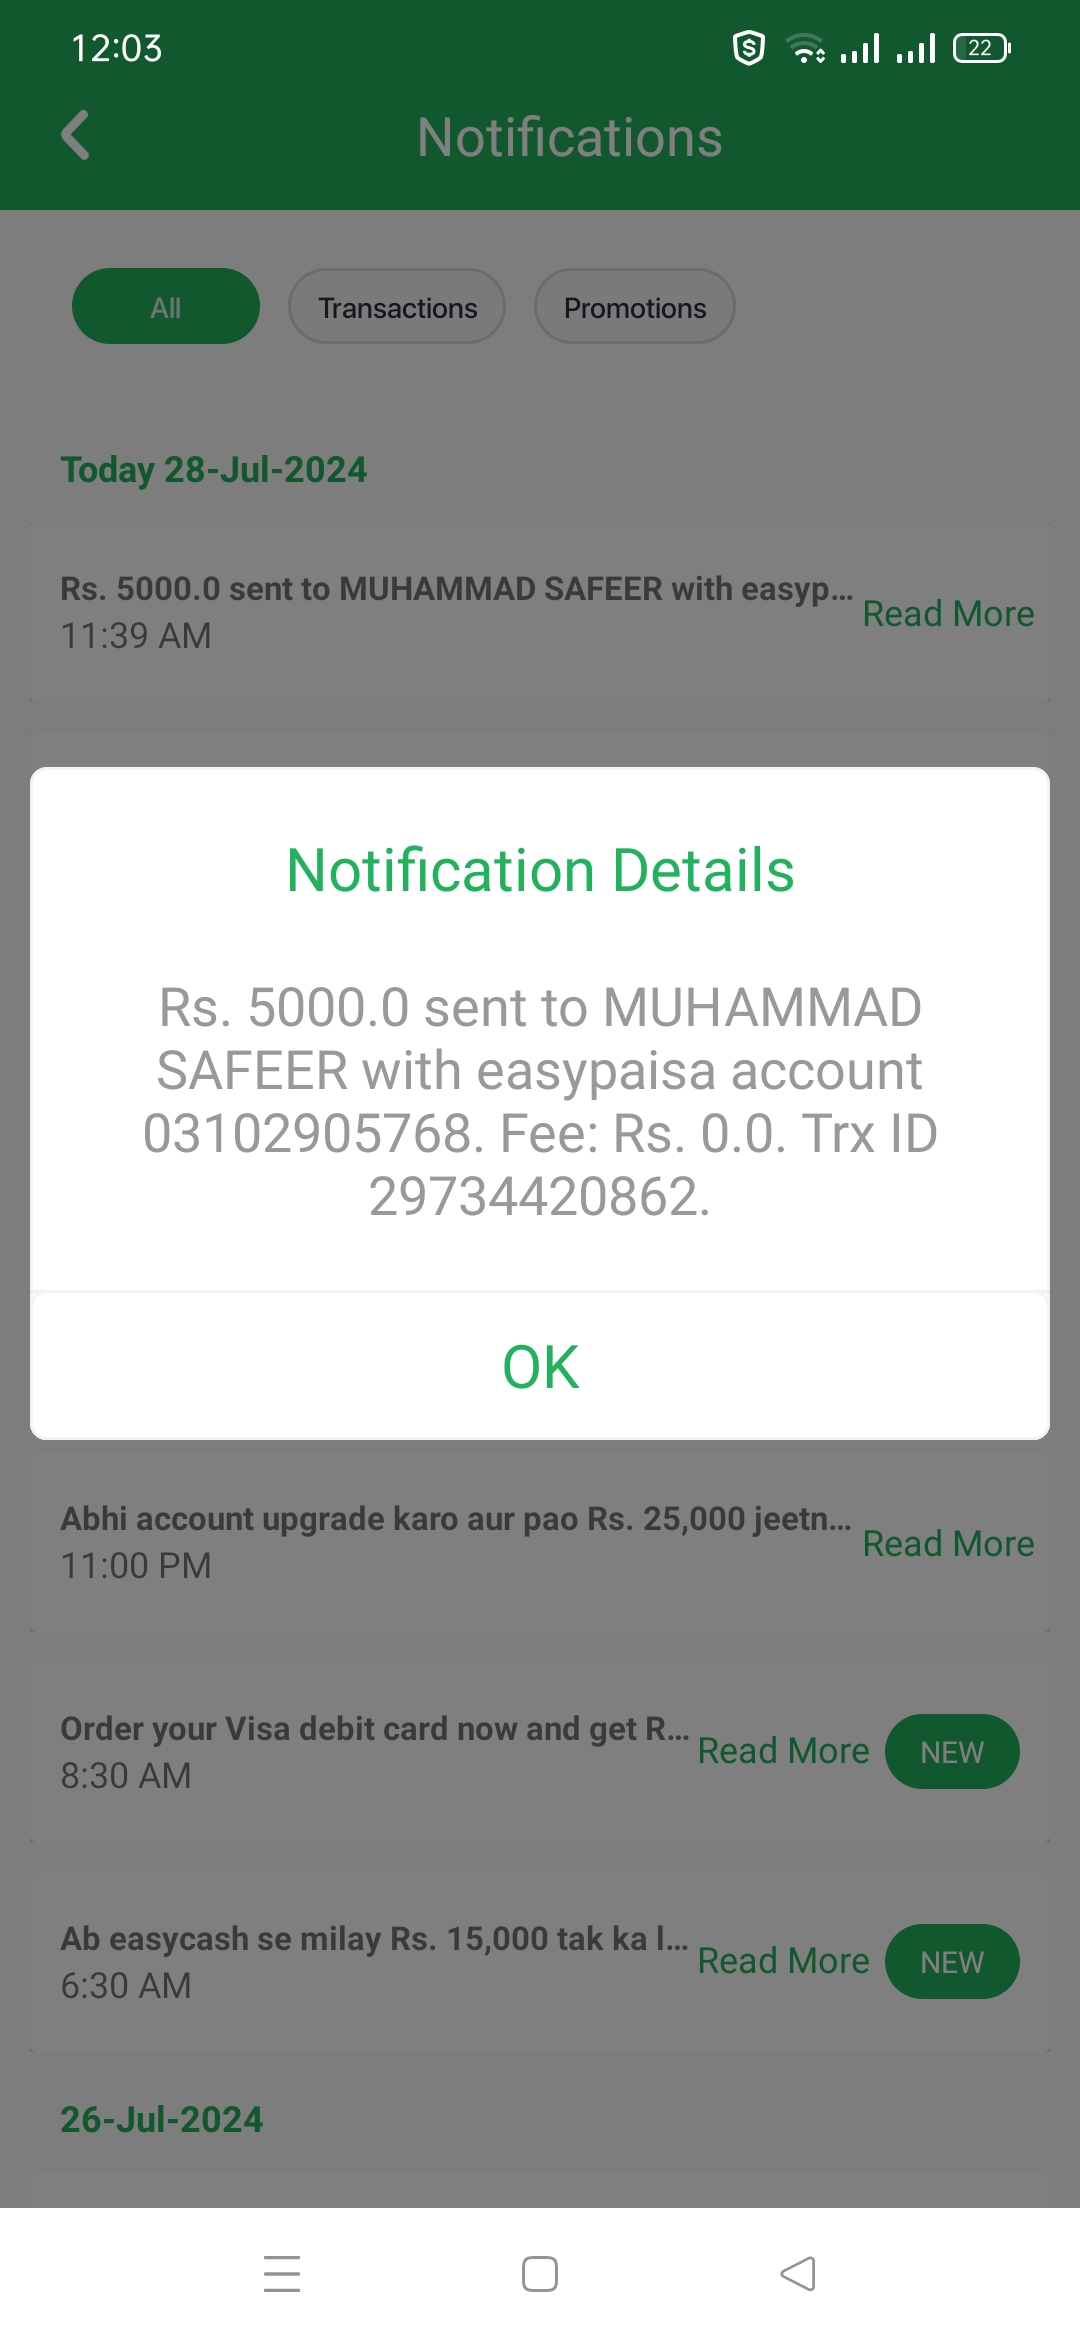 12:03
22
Notifications
All
Transactions
Promotions
Today 28-Jul-2024
Rs. 5000.0 sent to MUHAMMAD SAFEER with easyp...
Read More
11:39 AM
Notification Details
Rs. 5000.0 sent to MUHAMMAD
SAFEER with easypaisa account
03102905768. Fee: Rs. 0.0. Trx ID
29734420862.
OK
Abhi account upgrade karo aur pao Rs. 25,000 jeetn...
Read More
11:00 PM
Order your Visa debit card now and get R...
Read More
NEW
8:30 AM
Ab easycash se milay Rs. 15,000 tak ka l...
Read More
NEW
6:30 AM
26-Jul-2024